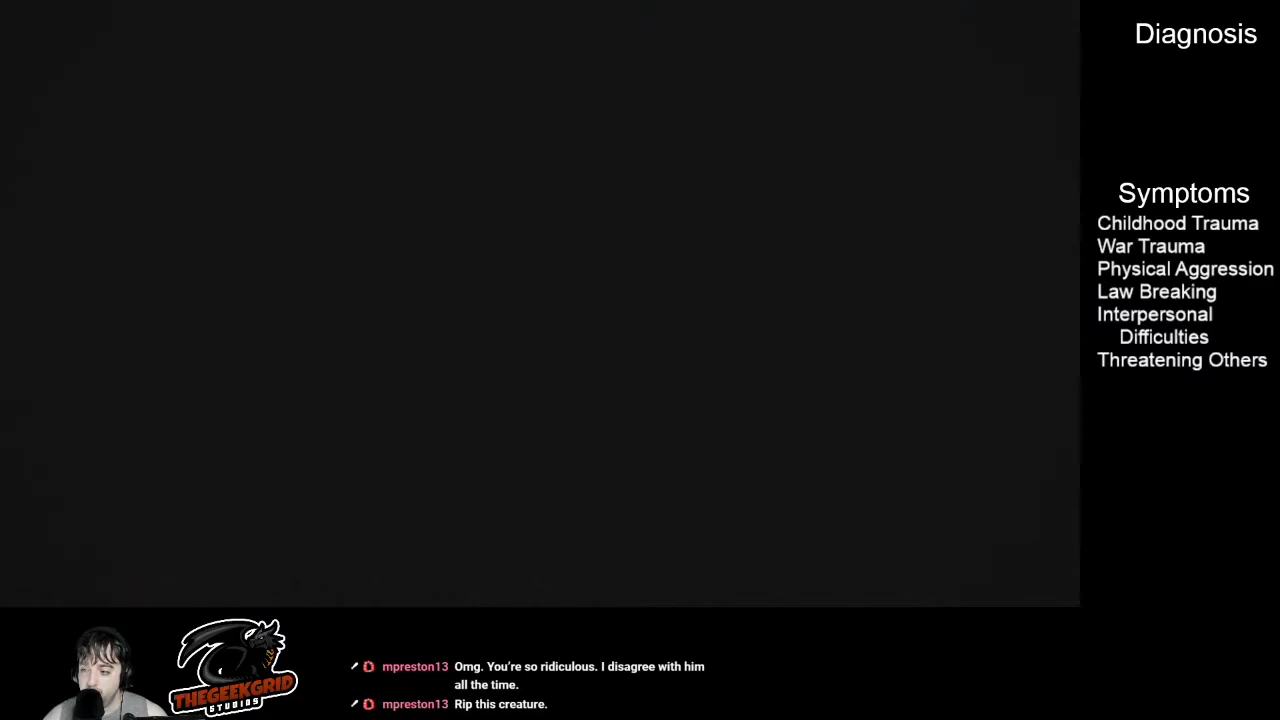 Diagnosis
Symptoms
Childhood Trauma
War Trauma
Physical Aggression
Law Breaking
Interpersonal
Difficulties
Threatening Others
THEGEEKGRID
STUDIOS
mpreston13 Omg. You're so ridiculous. I disagree with him
all the time.
mpreston13 Rip this creature.